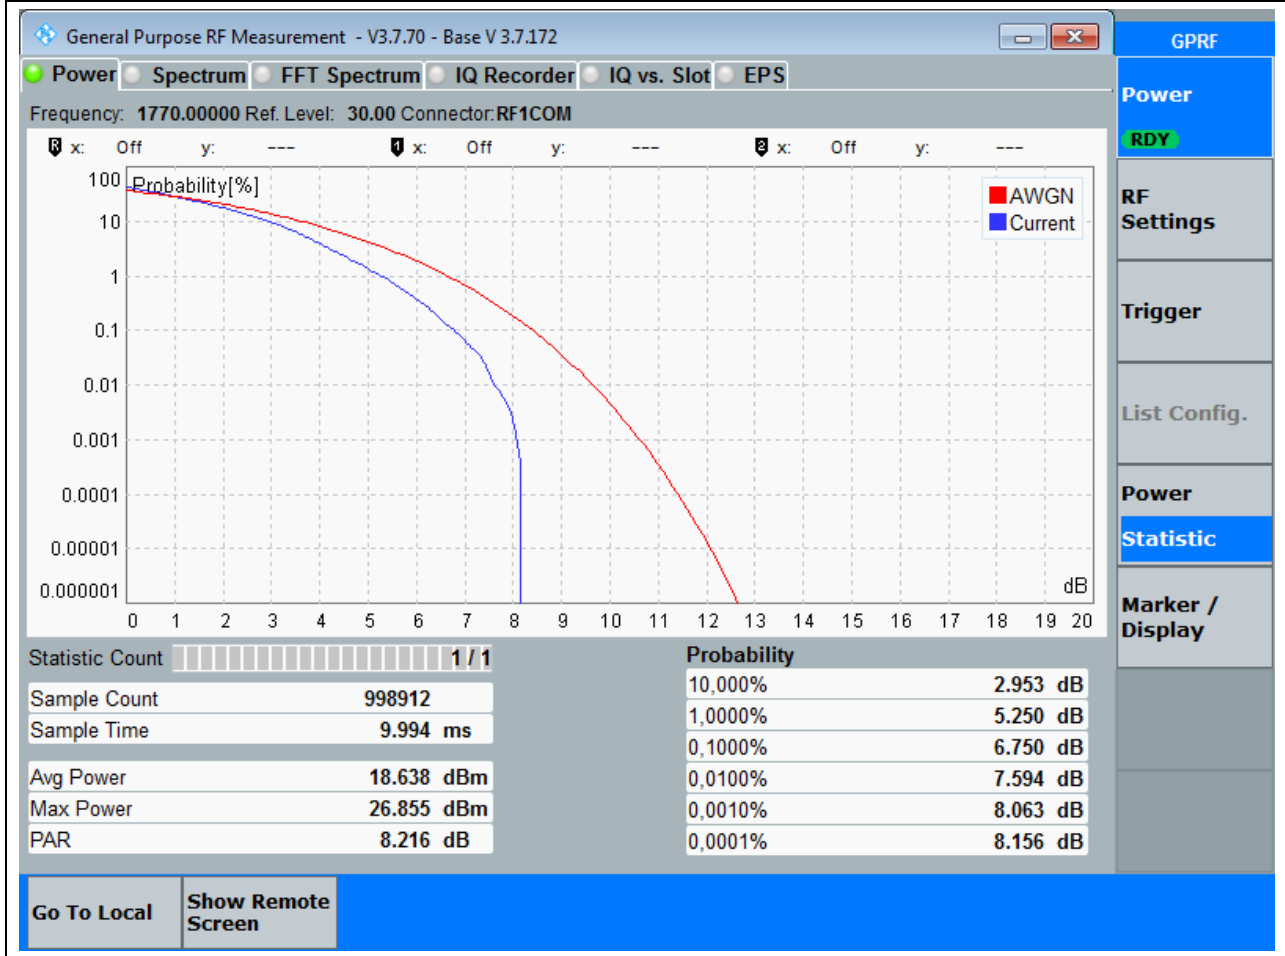 General Purpose RF Measurement - V3.7.70 - Base V 3.7.172
GPRF
Power Spectrum FFT Spectrum IQ Recorder IQ vs. Slot EPS
Frequency: 1770.00000 Ref. Level: 30.00 Connector:RF1COM
R x: Off y: --- 1 x: Off y: --- 2 x: Off y: ---
Probability[%]
AWGN
Current
100
10
1
0.1
0.01
0.001
0.0001
0.00001
0.000001
dB
0 1 2 3 4 5 6 7 8 9 10 11 12 13 14 15 16 17 18 19 20
Statistic Count 1 / 1
Sample Count 998912
Sample Time 9.994 ms
Avg Power 18.638 dBm
Max Power 26.855 dBm
PAR 8.216 dB
Probability
10,000% 2.953 dB
1,0000% 5.250 dB
0,1000% 6.750 dB
0,0100% 7.594 dB
0,0010% 8.063 dB
0,0001% 8.156 dB
Power
RDY
RF
Settings
Trigger
List Config.
Power
Statistic
Marker /
Display
Go To Local
Show Remote
Screen